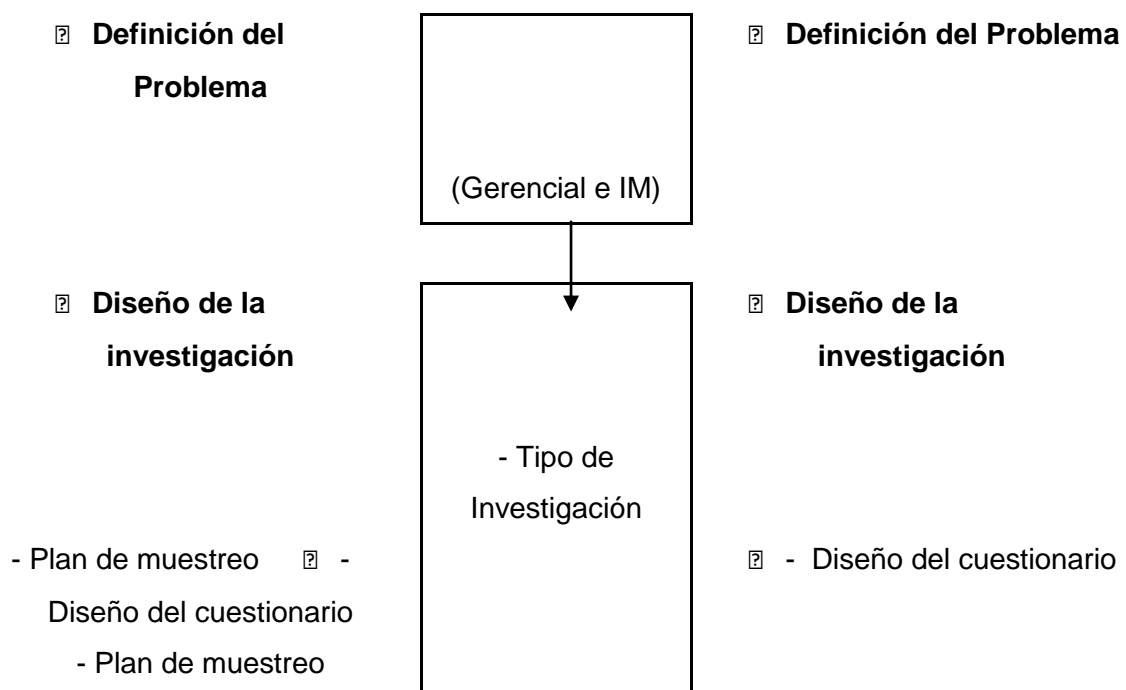 ⍰ Definición del
Problema
(Gerencial e IM)
⍰ Definición del Problema
⍰ Diseño de la
investigación
- Tipo de
Investigación
⍰ Diseño de la
investigación
- Plan de muestreo ⍰ -
Diseño del cuestionario
- Plan de muestreo
⍰ - Diseño del cuestionario